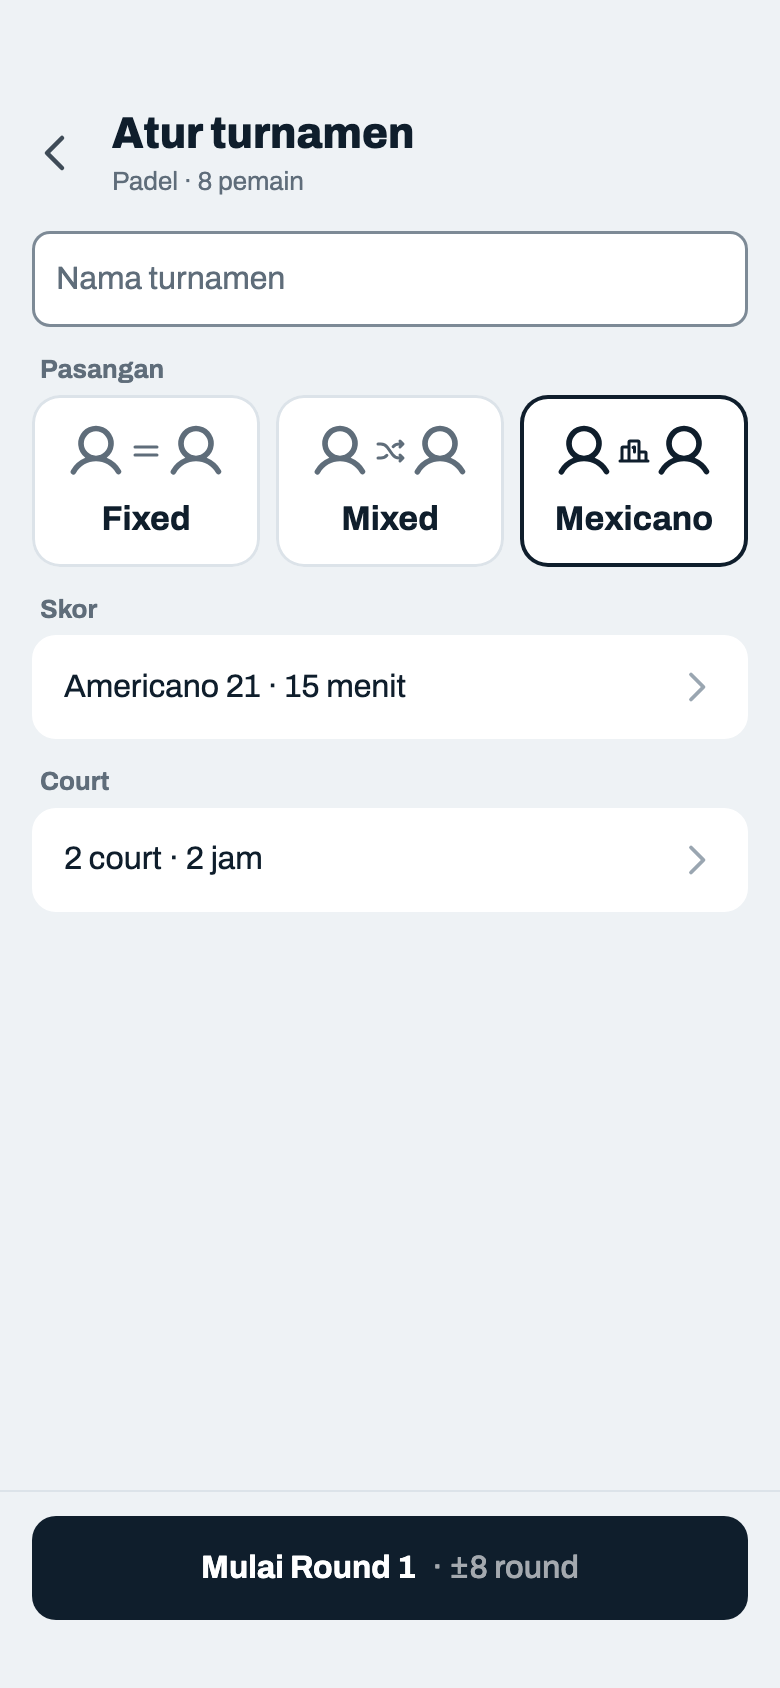 Atur turnamen
Padel · 8 pemain
Nama turnamen
Pasangan
Fixed
Mixed
Mexicano
Skor
Americano 21 · 15 menit
Court
2 court · 2 jam
Mulai Round 1 · ±8 round